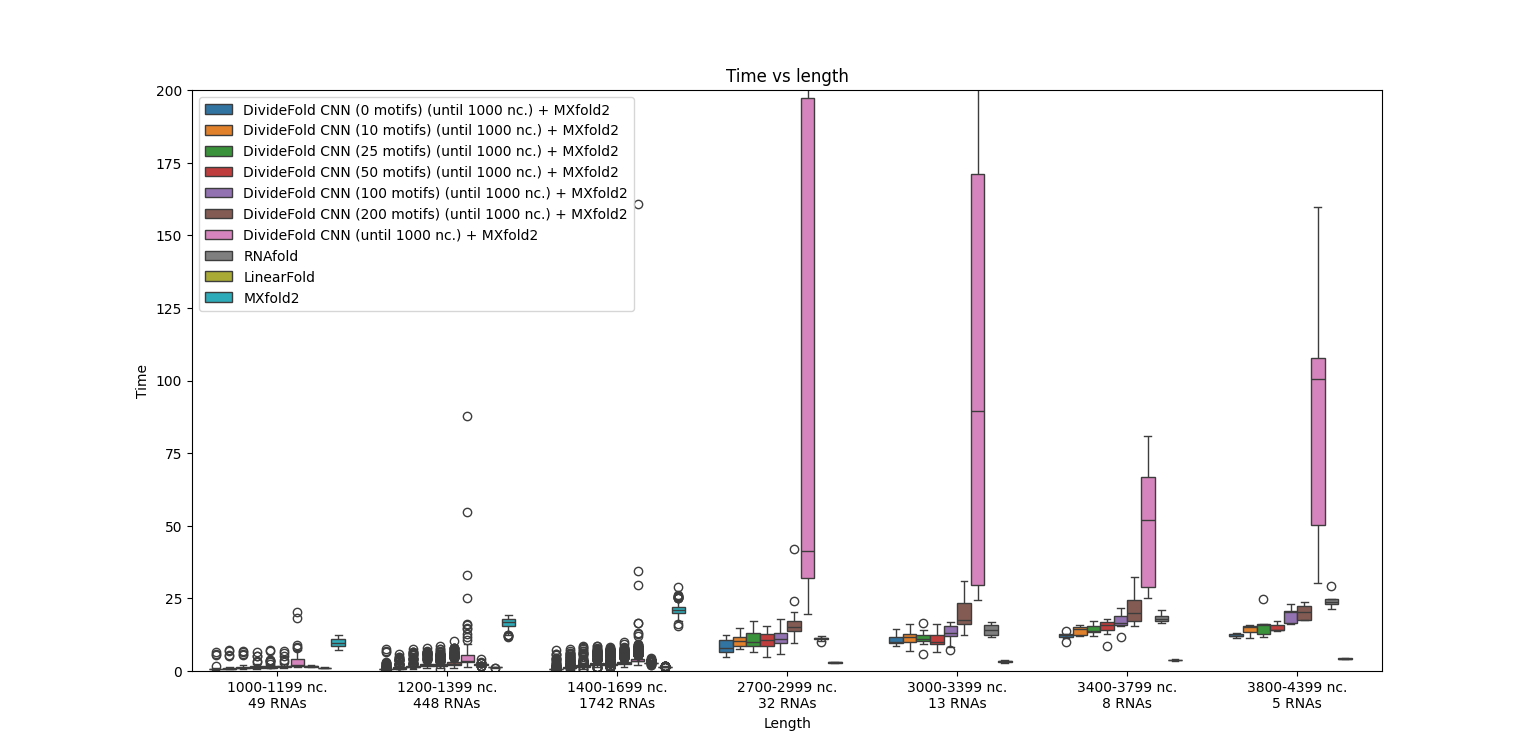 Time vs length
200
175
150
125
100
75
50
25
0
Time
DivideFold CNN (0 motifs) (until 1000 nc.) + MXfold2
DivideFold CNN (10 motifs) (until 1000 nc.) + MXfold2
DivideFold CNN (25 motifs) (until 1000 nc.) + MXfold2
DivideFold CNN (50 motifs) (until 1000 nc.) + MXfold2
DivideFold CNN (100 motifs) (until 1000 nc.) + MXfold2
DivideFold CNN (200 motifs) (until 1000 nc.) + MXfold2
DivideFold CNN (until 1000 nc.) + MXfold2
RNAfold
LinearFold
MXfold2
1000-1199 nc.
49 RNAs
1200-1399 nc.
448 RNAs
1400-1699 nc.
1742 RNAs
2700-2999 nc.
32 RNAs
3000-3399 nc.
13 RNAs
3400-3799 nc.
8 RNAs
3800-4399 nc.
5 RNAs
Length